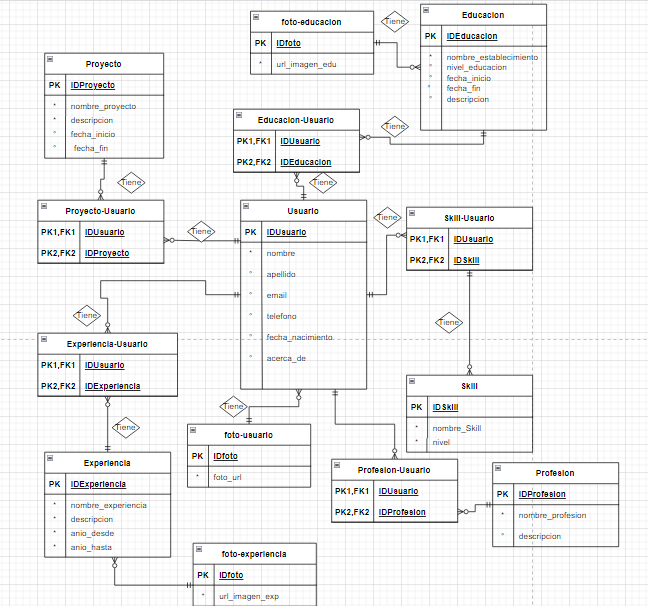 foto-educacion
PK IDfoto
* url_imagen_edu
Tiene
Educacion
PK IDEducacion
* nombre_establecimiento
° nivel_educacion
° fecha_inicio
° fecha_fin
° descripcion
Proyecto
PK IDProyecto
* nombre_proyecto
* descripcion
° fecha_inicio
° fecha_fin
Educacion-Usuario
PK1,FK1 IDUsuario
PK2,FK2 IDEducacion
Tiene
Tiene
Tiene
Proyecto-Usuario
PK1,FK1 IDUsuario
PK2,FK2 IDProyecto
Tiene
Usuario
PK IDUsuario
* nombre
° apellido
° email
° telefono
° fecha_nacimiento
° acerca_de
Tiene
Skill-Usuario
PK1,FK1 IDUsuario
PK2,FK2 IDSkill
Tiene
Tiene
Experiencia-Usuario
PK1,FK1 IDUsuario
PK2,FK2 IDExperiencia
Skill
PK IDSkill
* nombre_Skill
* nivel
Tiene
Tiene
foto-usuario
PK IDfoto
* foto_url
Experiencia
PK IDExperiencia
* nombre_experiencia
* descripcion
* anio_desde
* anio_hasta
Profesion-Usuario
PK1,FK1 IDUsuario
PK2,FK2 IDProfesion
Profesion
PK IDProfesion
* nombre_profesion
° descripcion
foto-experiencia
PK IDfoto
* url_imagen_exp